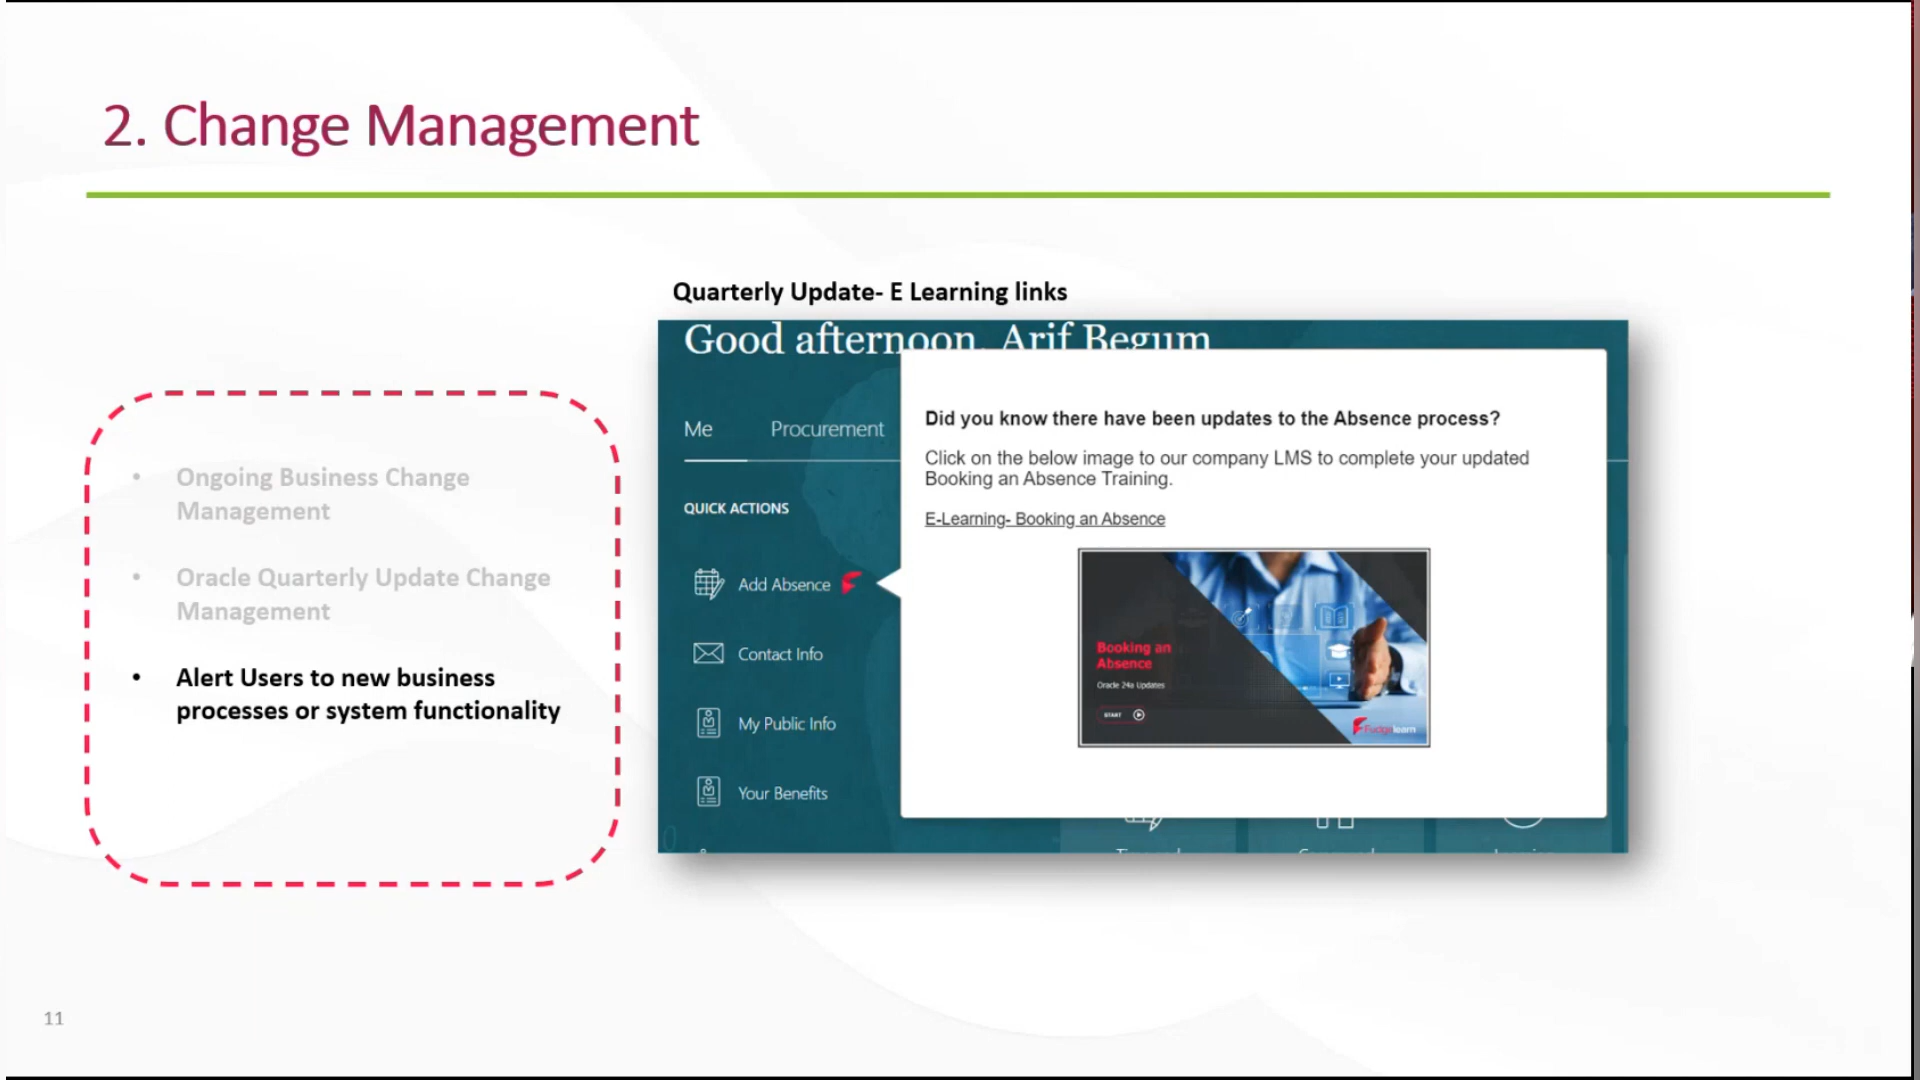 2. Change Management
Quarterly Update- E Learning links
Good afternoon, Arif Begum
Me
Procurement
QUICK ACTIONS
Add Absence
Contact Info
My Public Info
Your Benefits
Did you know there have been updates to the Absence process?
Click on the below image to our company LMS to complete your updated
Booking an Absence Training.
E-Learning- Booking an Absence
Booking an
Absence
Oracle 24a Updates
START
Fuigolearn
• Ongoing Business Change
Management
• Oracle Quarterly Update Change
Management
• Alert Users to new business
processes or system functionality
11